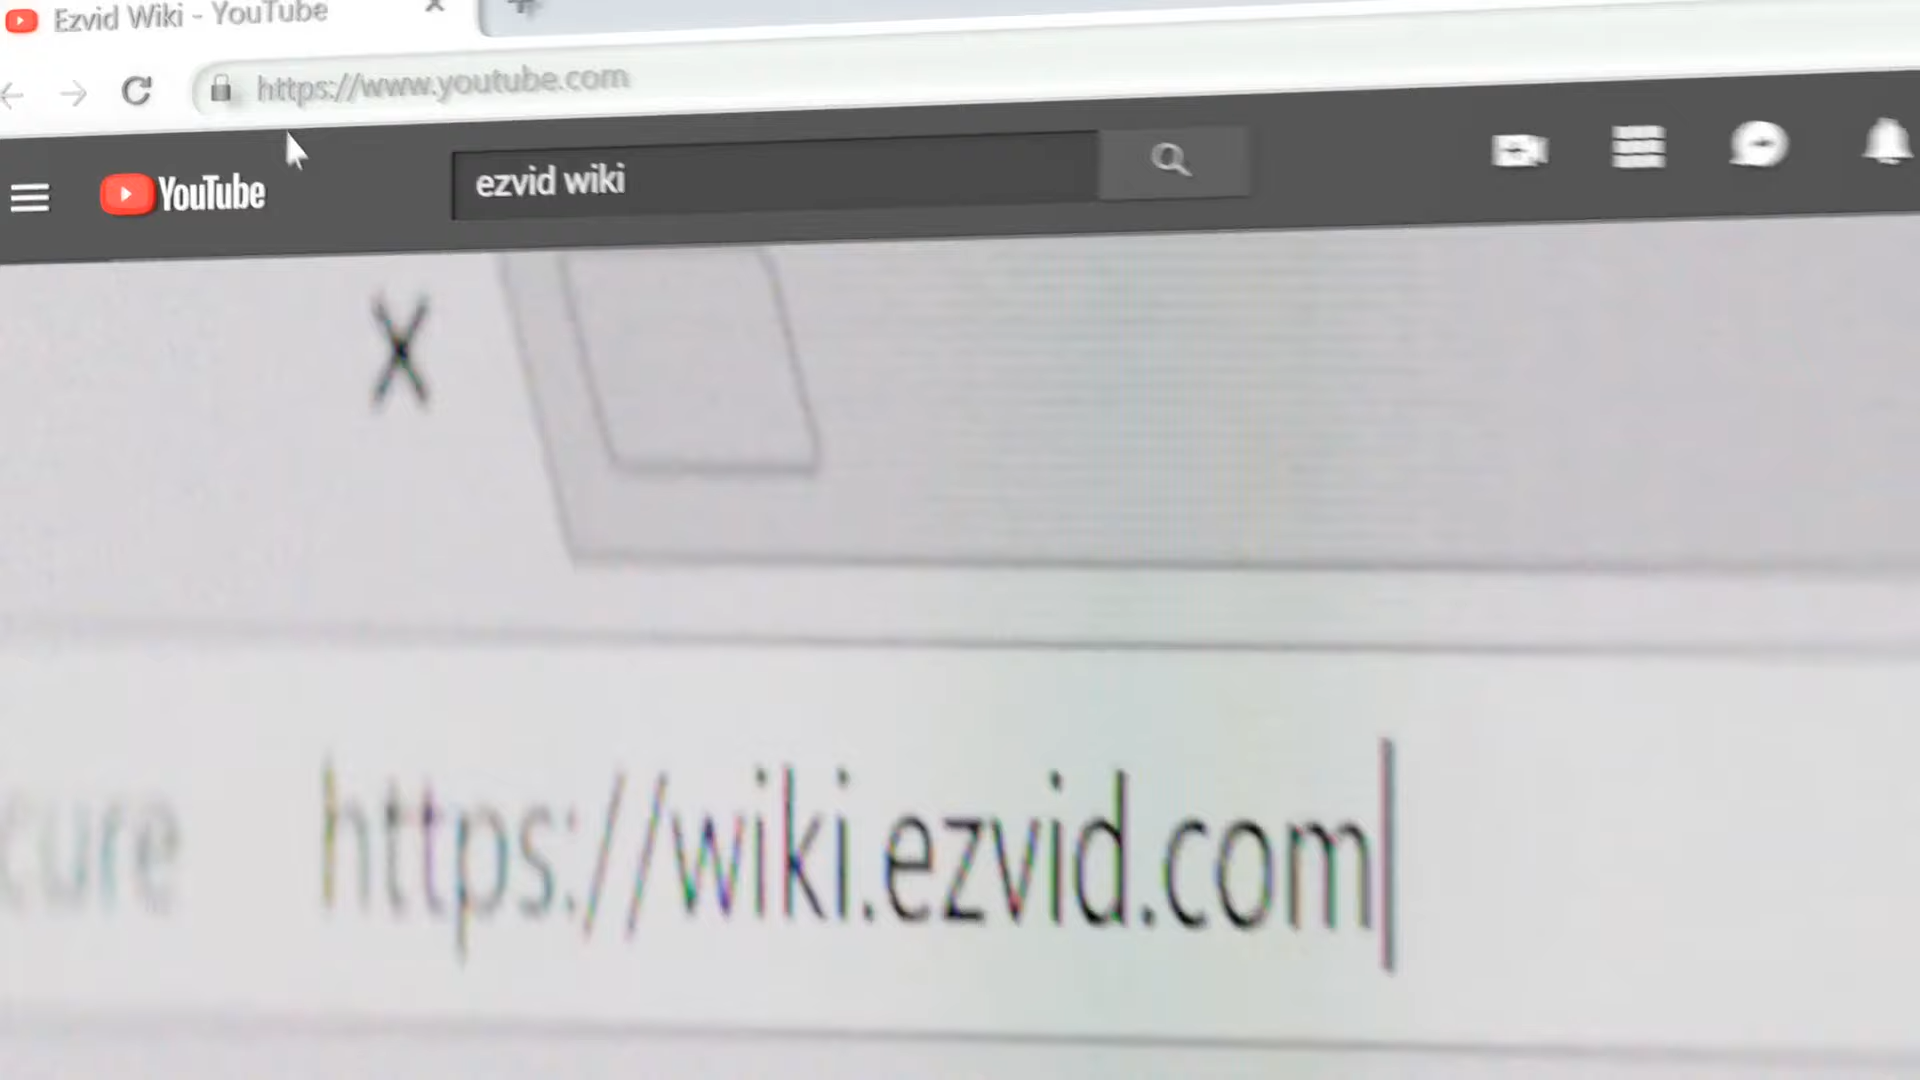 Ezvid Wiki - YouTube
https://www.youtube.com
YouTube
ezvid wiki
X
cure https://wiki.ezvid.com